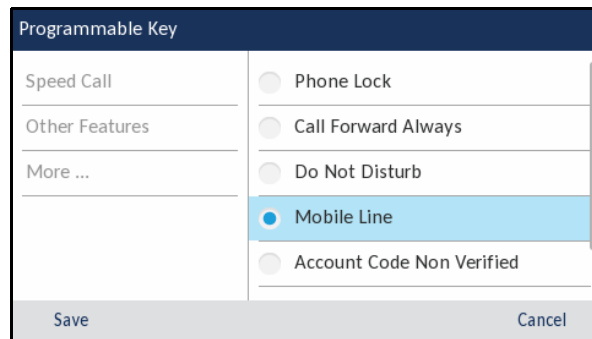 Programmable Key
Speed Call
Other Features
More ...
Phone Lock
Call Forward Always
Do Not Disturb
Mobile Line
Account Code Non Verified
Save
Cancel